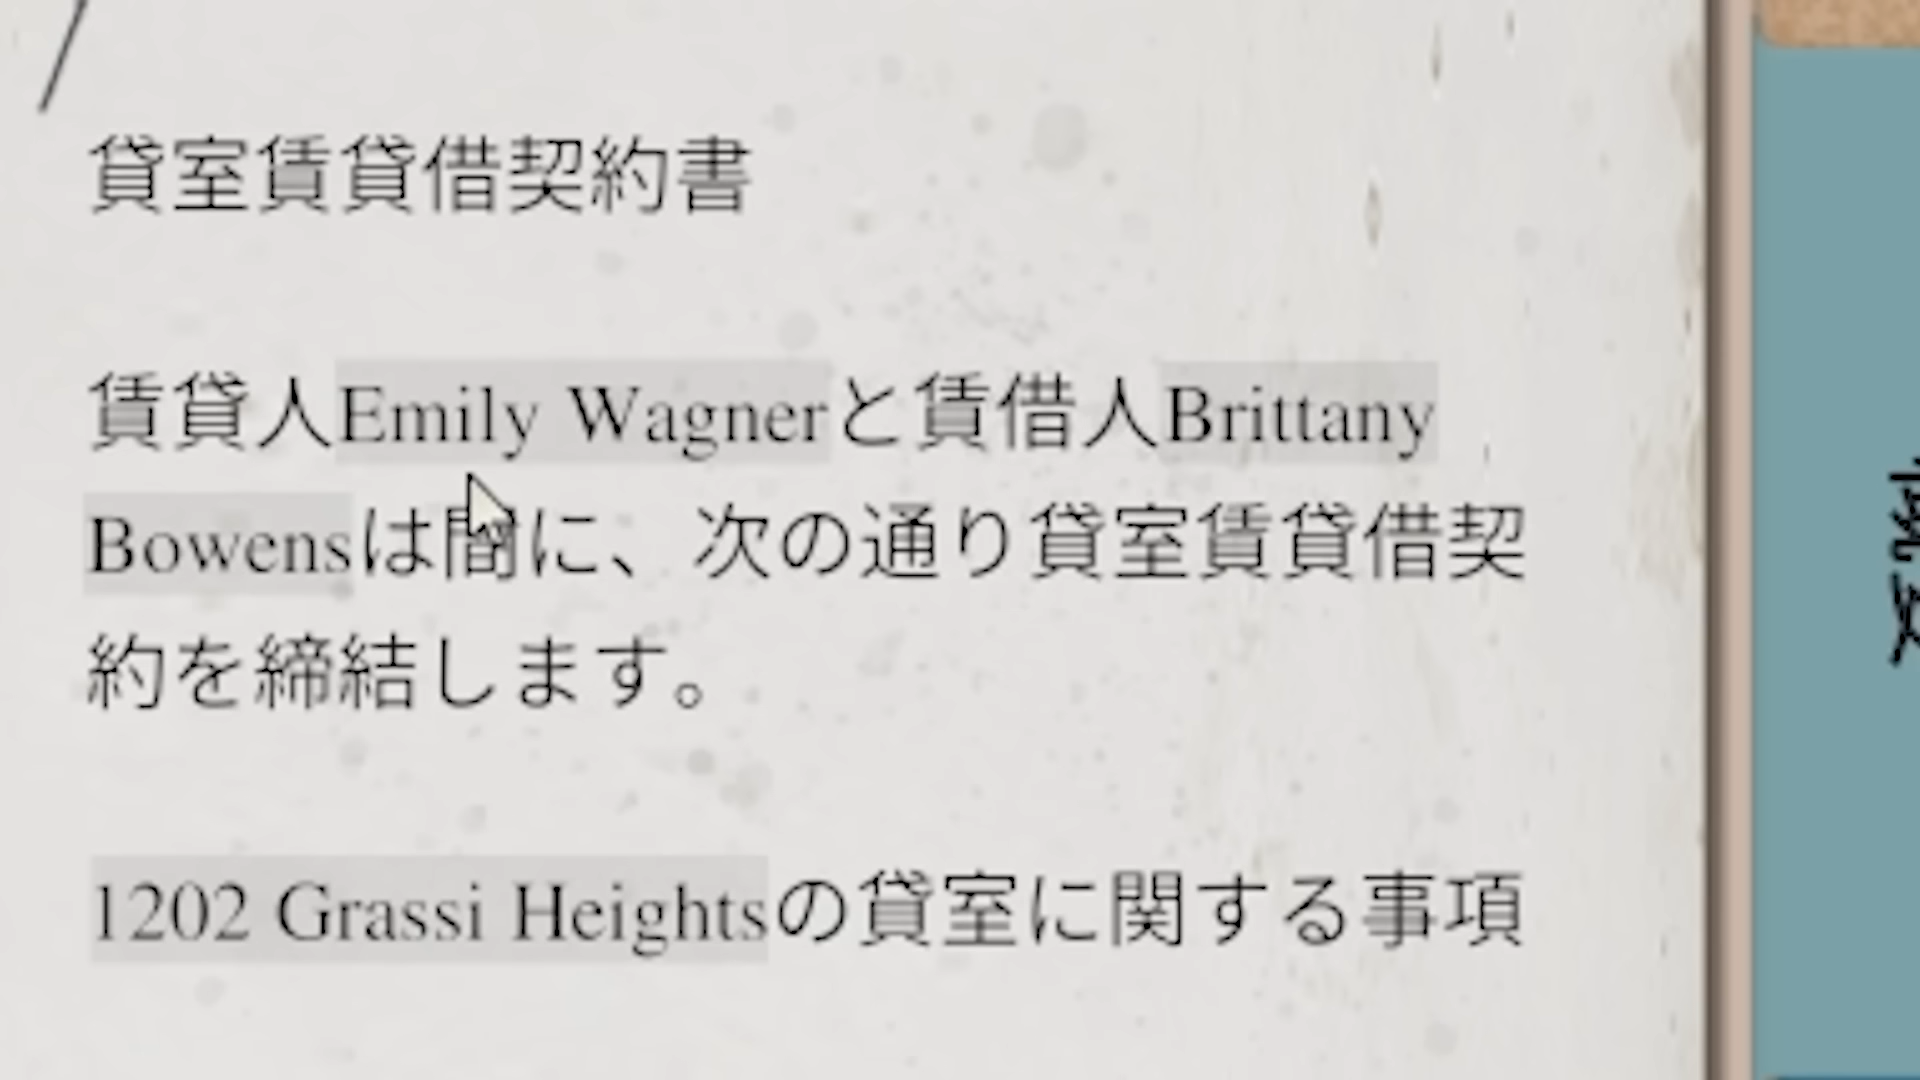 貸室賃貸借契約書
賃貸人Emily Wagnerと賃借人Brittany
Bowensは間に、次の通り貸室賃貸借契
約を締結します。
1202 Grassi Heightsの貸室に関する事項